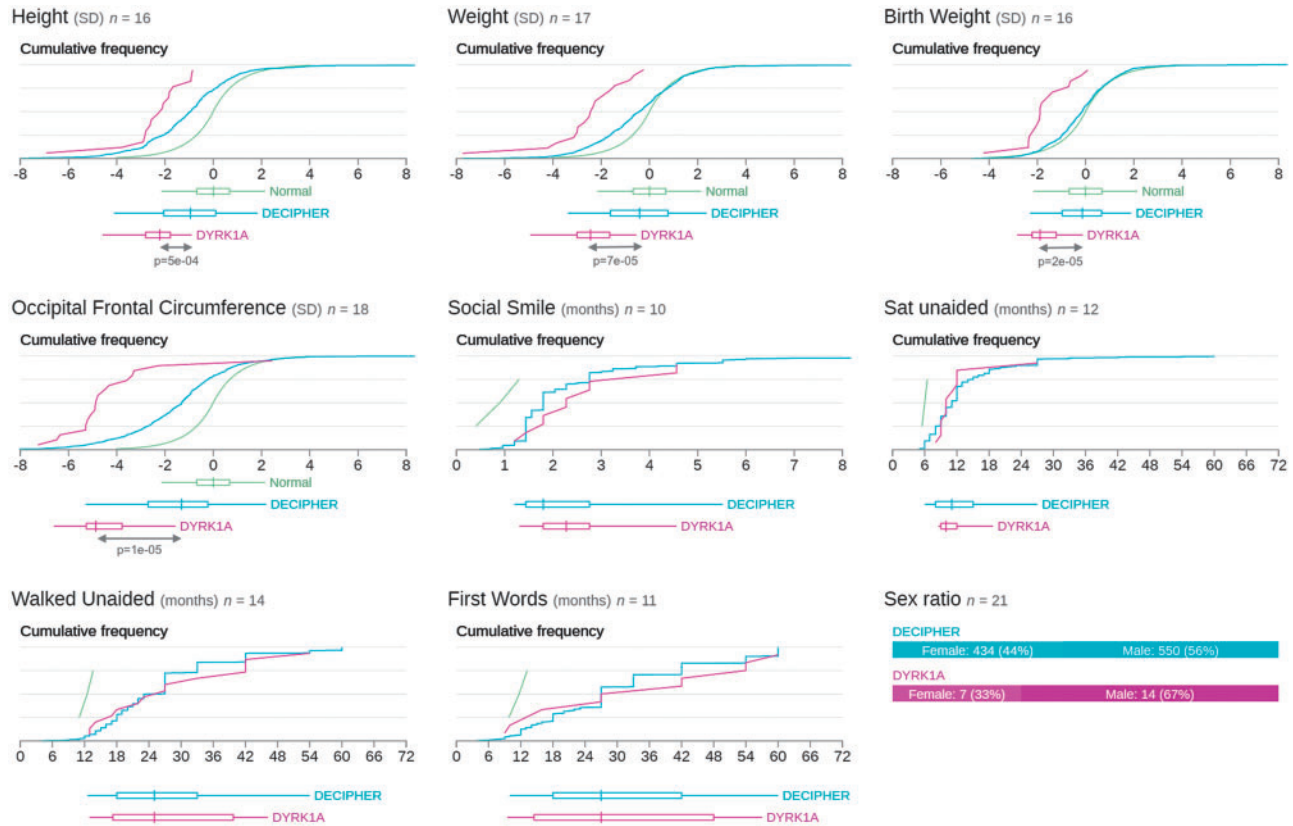 Height (SD) n = 16
Cumulative frequency
-8 -6 -4 -2 0 2 4 6 8
Normal
DECIPHER
DYRK1A
p=5e-04
Weight (SD) n = 17
Cumulative frequency
-8 -6 -4 -2 0 2 4 6 8
Normal
DECIPHER
DYRK1A
p=7e-05
Birth Weight (SD) n = 16
Cumulative frequency
-8 -6 -4 -2 0 2 4 6 8
Normal
DECIPHER
DYRK1A
p=2e-05
Occipital Frontal Circumference (SD) n = 18
Cumulative frequency
-8 -6 -4 -2 0 2 4 6 8
Normal
DECIPHER
DYRK1A
p=1e-05
Social Smile (months) n = 10
Cumulative frequency
0 1 2 3 4 5 6 7 8
DECIPHER
DYRK1A
Sat unaided (months) n = 12
Cumulative frequency
0 6 12 18 24 30 36 42 48 54 60 66 72
DECIPHER
DYRK1A
Walked Unaided (months) n = 14
Cumulative frequency
0 6 12 18 24 30 36 42 48 54 60 66 72
DECIPHER
DYRK1A
First Words (months) n = 11
Cumulative frequency
0 6 12 18 24 30 36 42 48 54 60 66 72
DECIPHER
DYRK1A
Sex ratio n = 21
DECIPHER
Female: 434 (44%) Male: 550 (56%)
DYRK1A
Female: 7 (33%) Male: 14 (67%)